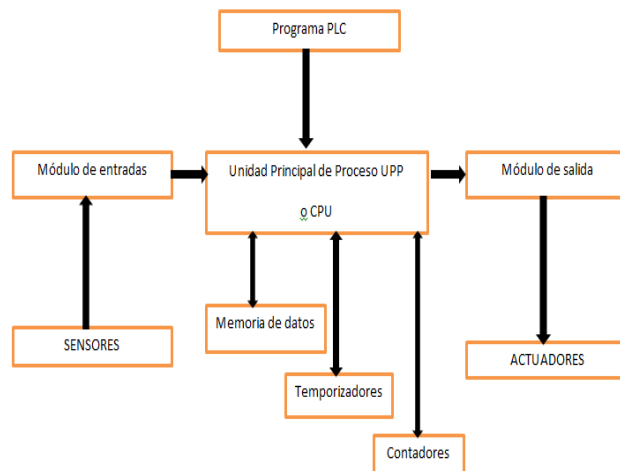 Programa PLC
Módulo de entradas
Unidad Principal de Proceso UPP
o CPU
Módulo de salida
Memoria de datos
SENSORES
ACTUADORES
Temporizadores
Contadores